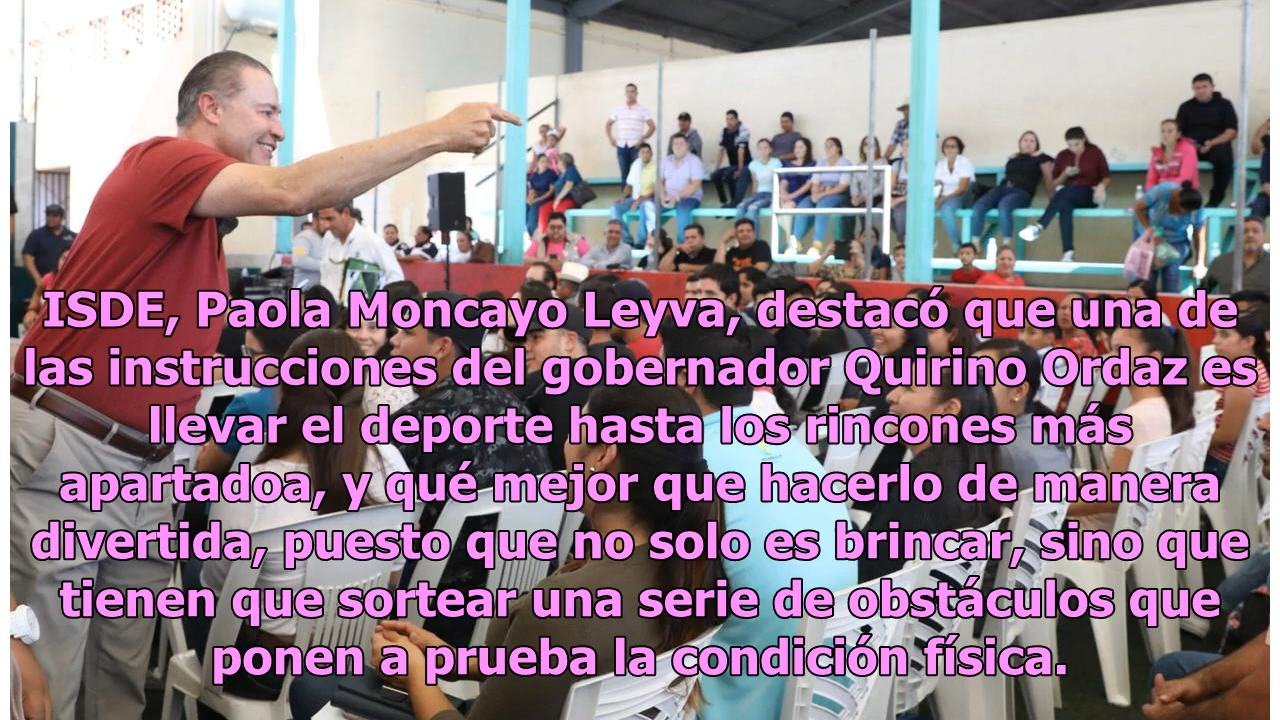 ISDE, Paola Moncayo Leyva, destacó que una de
las instrucciones del gobernador Quirino Ordaz es
llevar el deporte hasta los rincones más
apartadoa, y qué mejor que hacerlo de manera
divertida, puesto que no solo es brincar, sino que
tienen que sortear una serie de obstáculos que
ponen a prueba la condición física.